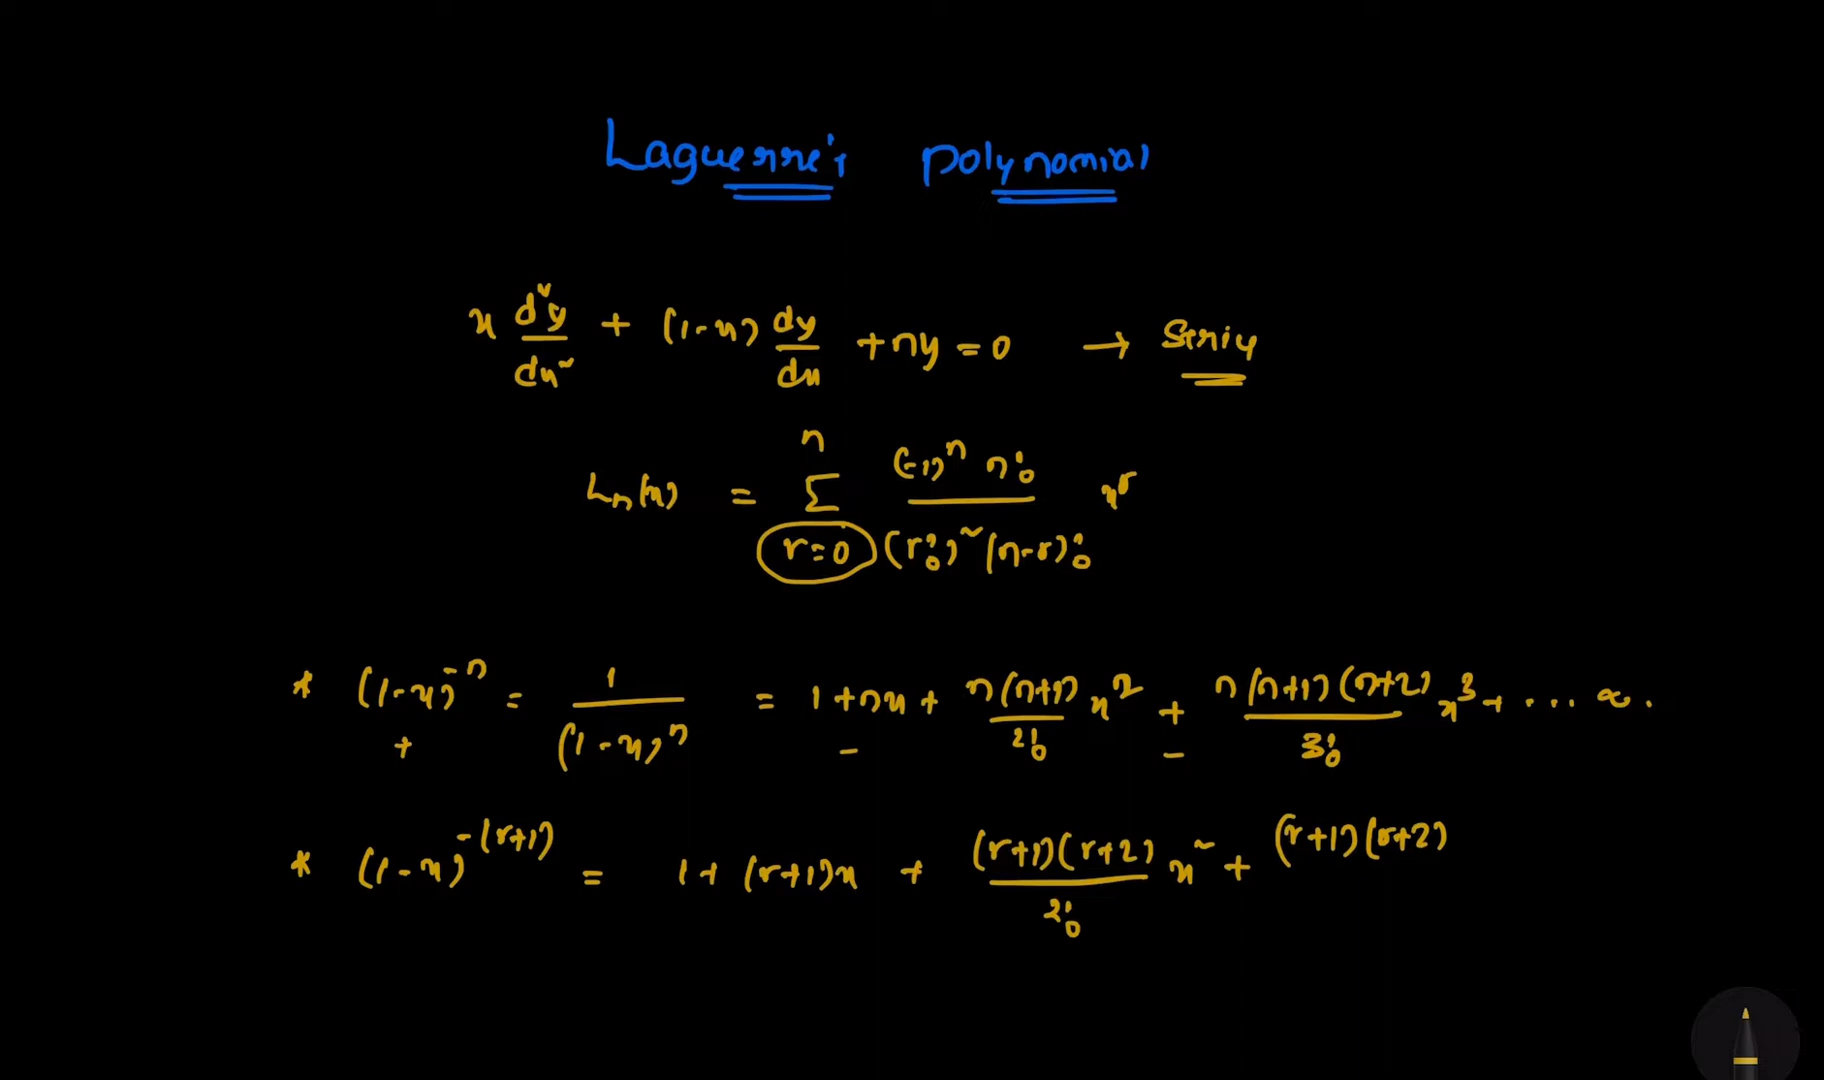 Laguerre's polynomial
x d²y/dx² + (1-x) dy/dx + ny = 0 → Series
Lₙ(x) = Σ_{r=0}^{n} (-1)ⁿ n! / (r!)² (n-r)! xʳ
* (1-x)⁻ⁿ = 1/(1-x)ⁿ = 1 + nx + n(n+1)/2! x² + n(n+1)(n+2)/3! x³ + ... ∞.
+ - -
* (1-x)^-(r+1) = 1 + (r+1)x + (r+1)(r+2)/2! x² + (r+1)(r+2)